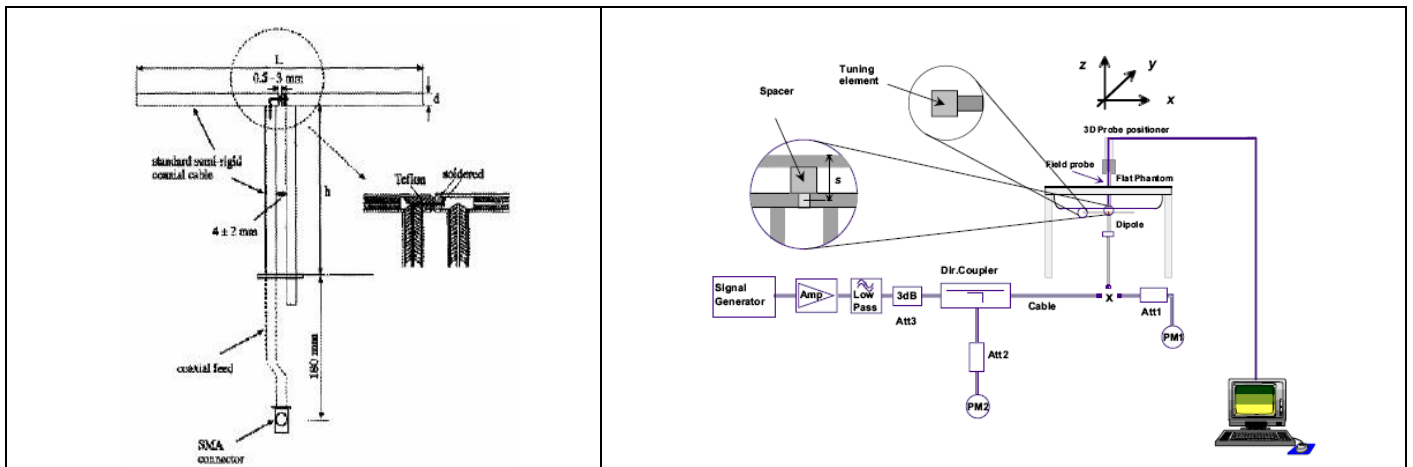 L
0.5 - 3 mm
d
standard semi-rigid
coaxial cable
h
Teflon
soldered
4 ± 2 mm
coaxial feed
180 mm
SMA
connector
Tuning
element
Spacer
s
z
y
x
3D Probe positioner
Field probe
Flat Phantom
Dipole
Signal
Generator
Amp
Low
Pass
3dB
Att3
Dir.Coupler
Cable
x
Att1
PM1
Att2
PM2